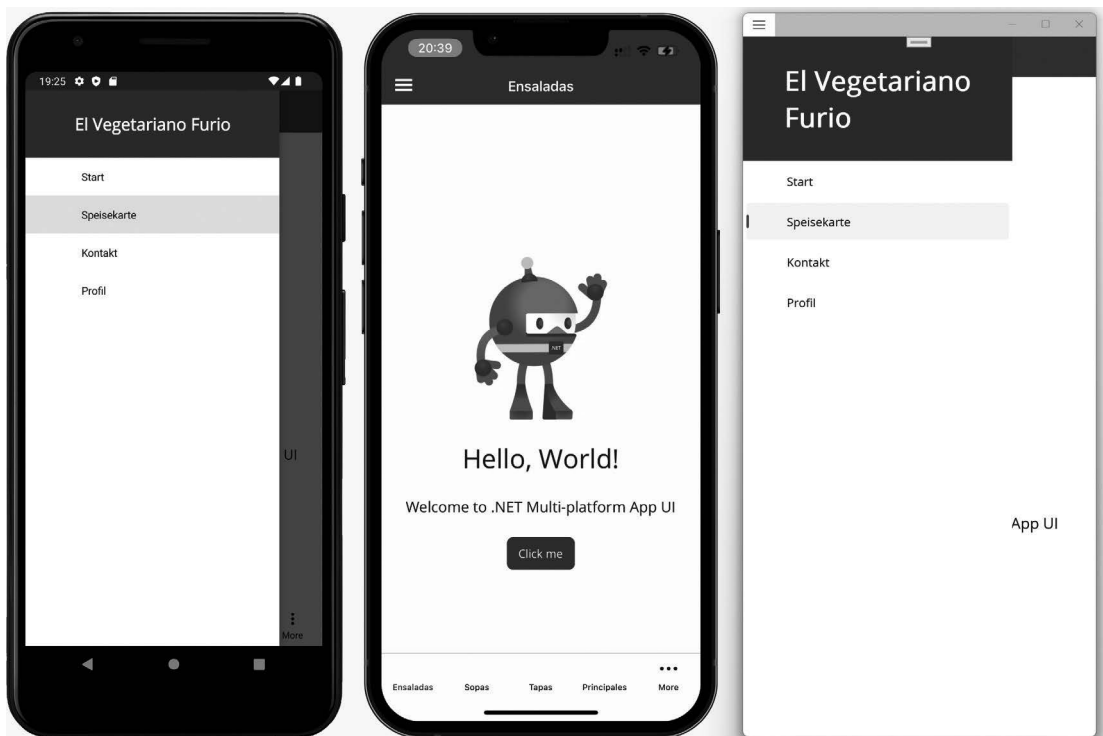 19:25
El Vegetariano Furio
Start
Speisekarte
Kontakt
Profil
UI
More
20:39
Ensaladas
.NET
Hello, World!
Welcome to .NET Multi-platform App UI
Click me
Ensaladas Sopas Tapas Principales More
El Vegetariano
Furio
Start
Speisekarte
Kontakt
Profil
App UI